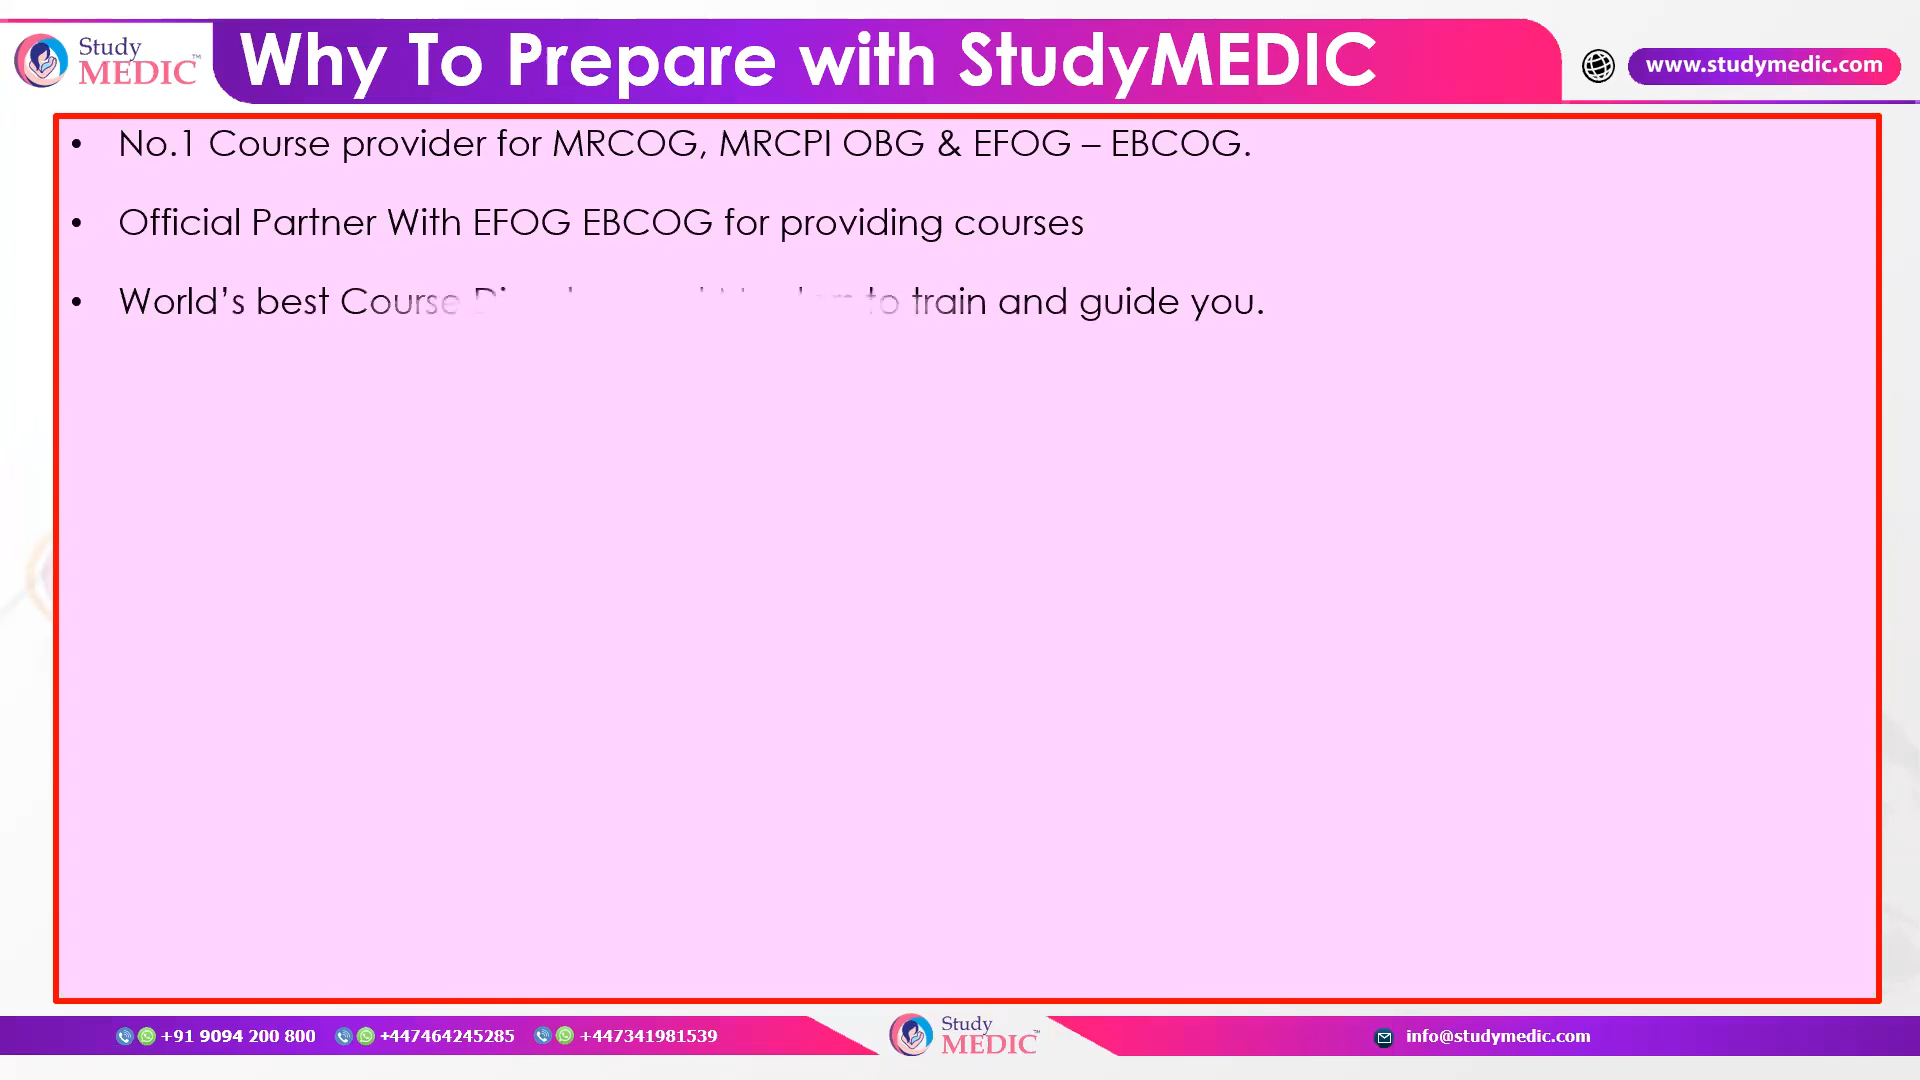 Study
MEDIC™
Why To Prepare with StudyMEDIC
www.studymedic.com
• No.1 Course provider for MRCOG, MRCPI OBG & EFOG – EBCOG.
• Official Partner With EFOG EBCOG for providing courses
• World’s best Course to train and guide you.
+91 9094 200 800
+447464245285
+447341981539
Study
MEDIC™
info@studymedic.com